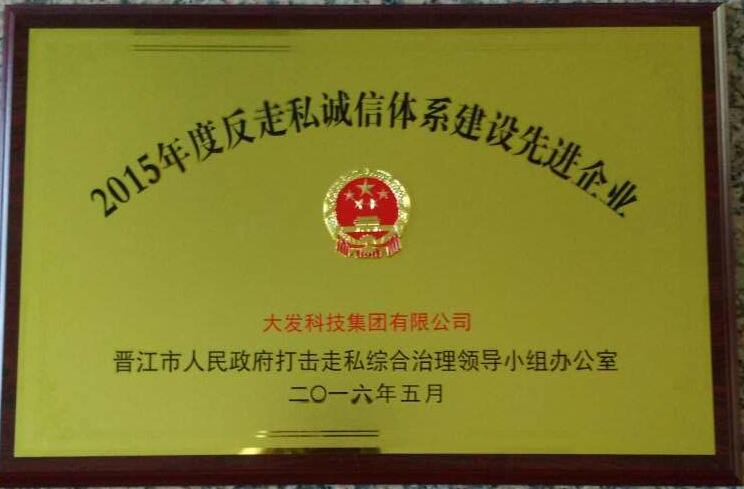 2015年度反走私诚信体系建设先进企业
大发科技集团有限公司
晋江市人民政府打击走私综合治理领导小组办公室
二〇一六年五月